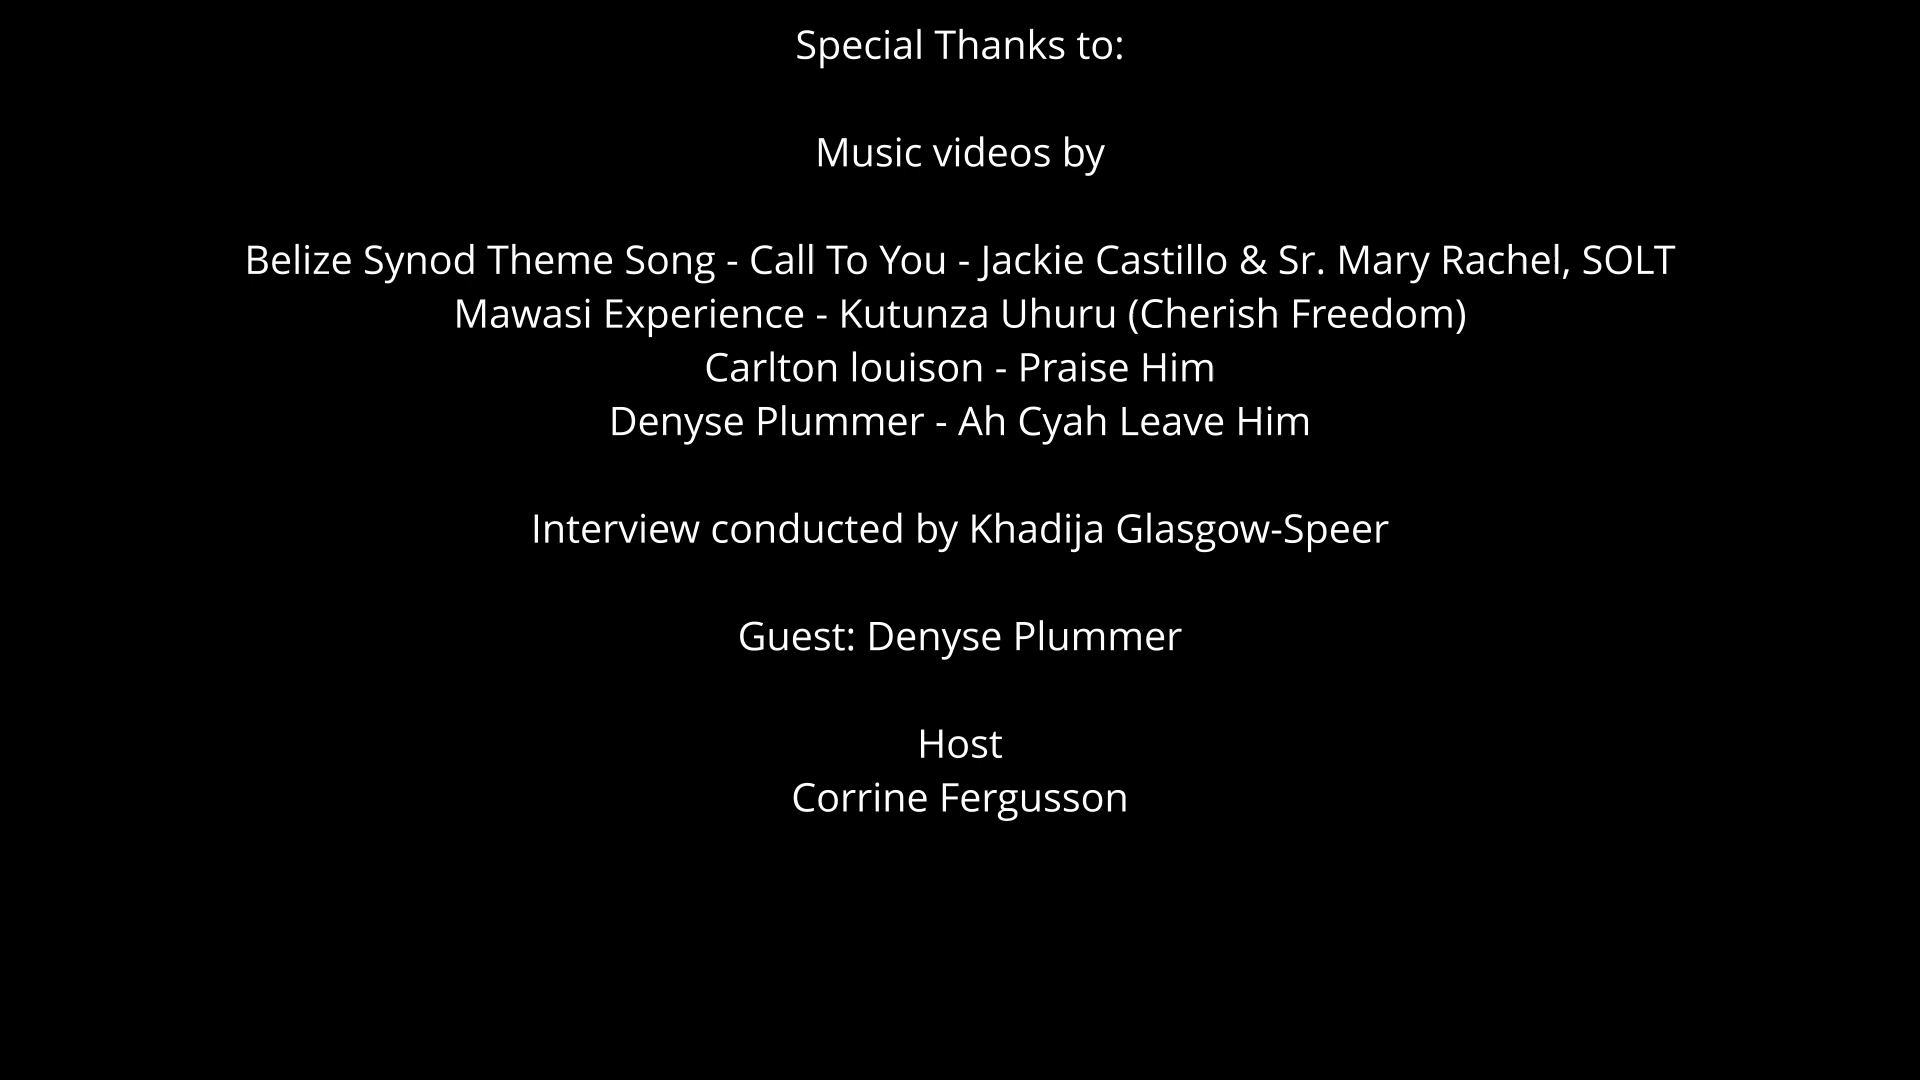 Special Thanks to:
Music videos by
Belize Synod Theme Song - Call To You - Jackie Castillo & Sr. Mary Rachel, SOLT
Mawasi Experience - Kutunza Uhuru (Cherish Freedom)
Carlton louison - Praise Him
Denyse Plummer - Ah Cyah Leave Him
Interview conducted by Khadija Glasgow-Speer
Guest: Denyse Plummer
Host
Corrine Fergusson